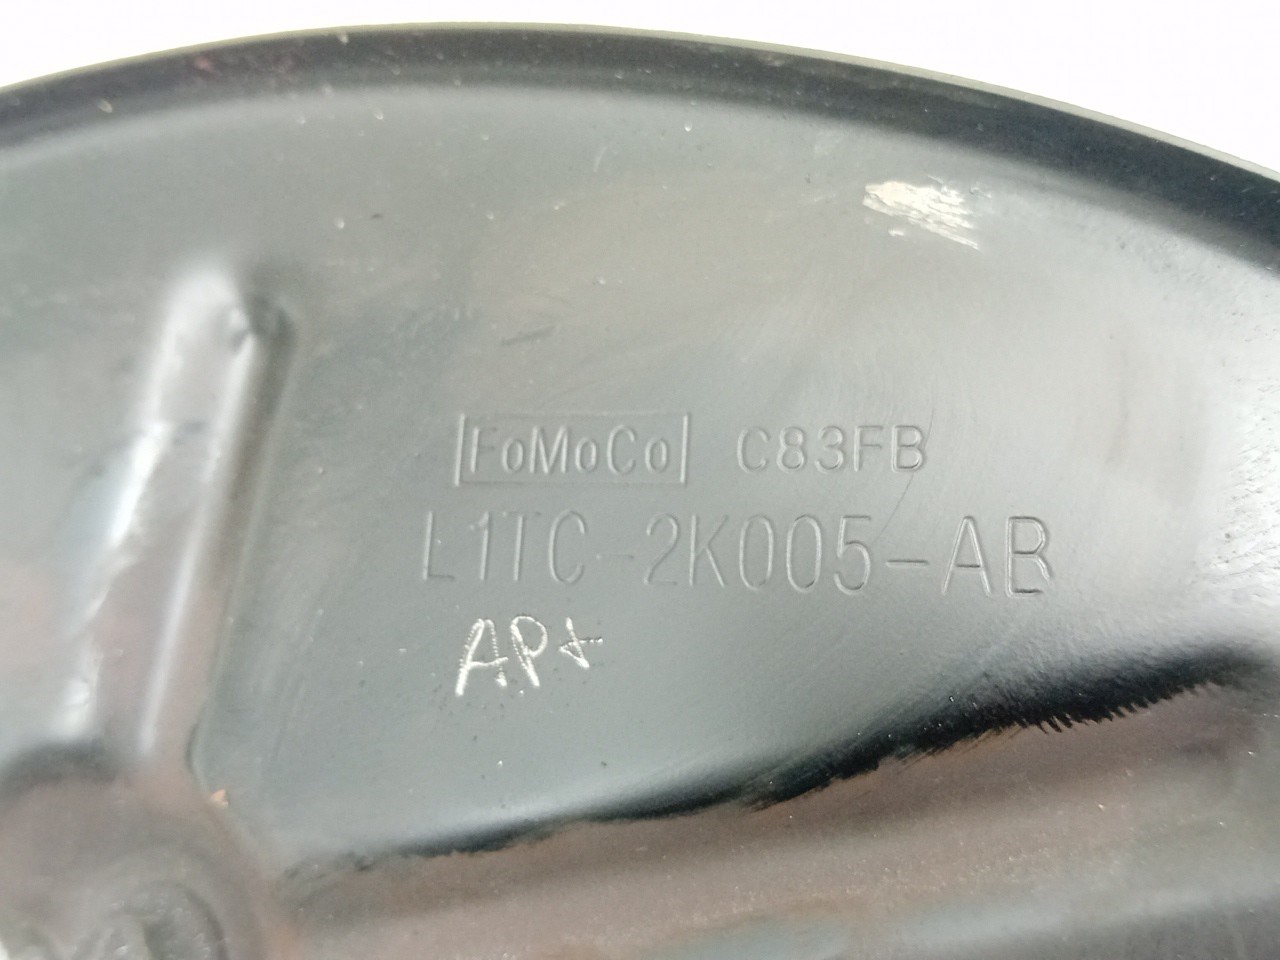 FoMoCo C83FB
L1TC-2K005-AB
AP+